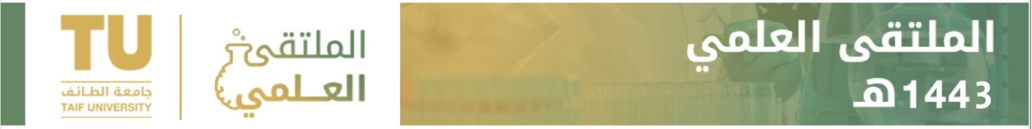 الملتقى العلمي
1443هـ
الملتقى
العلمي
TU
جامعة الطائف
TAIF UNIVERSITY